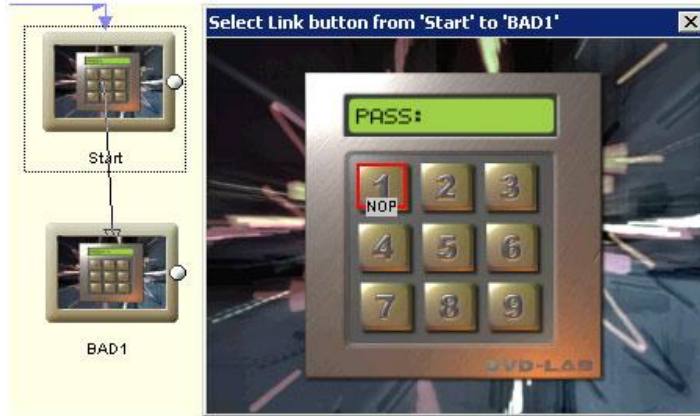 Select Link button from 'Start' to 'BAD1'
PASS:
Start
1 2 3
NOP
4 5 6
7 8 9
BAD1
DVD-LAB